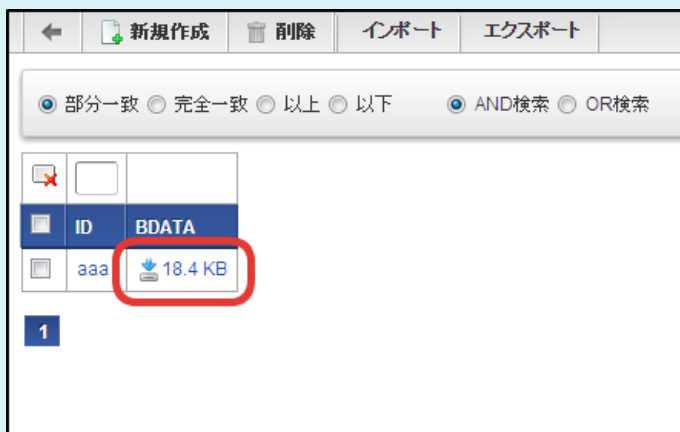 新規作成 削除 インポート エクスポート
部分一致 完全一致 以上 以下 AND検索 OR検索
ID BDATA
aaa 18.4 KB
1